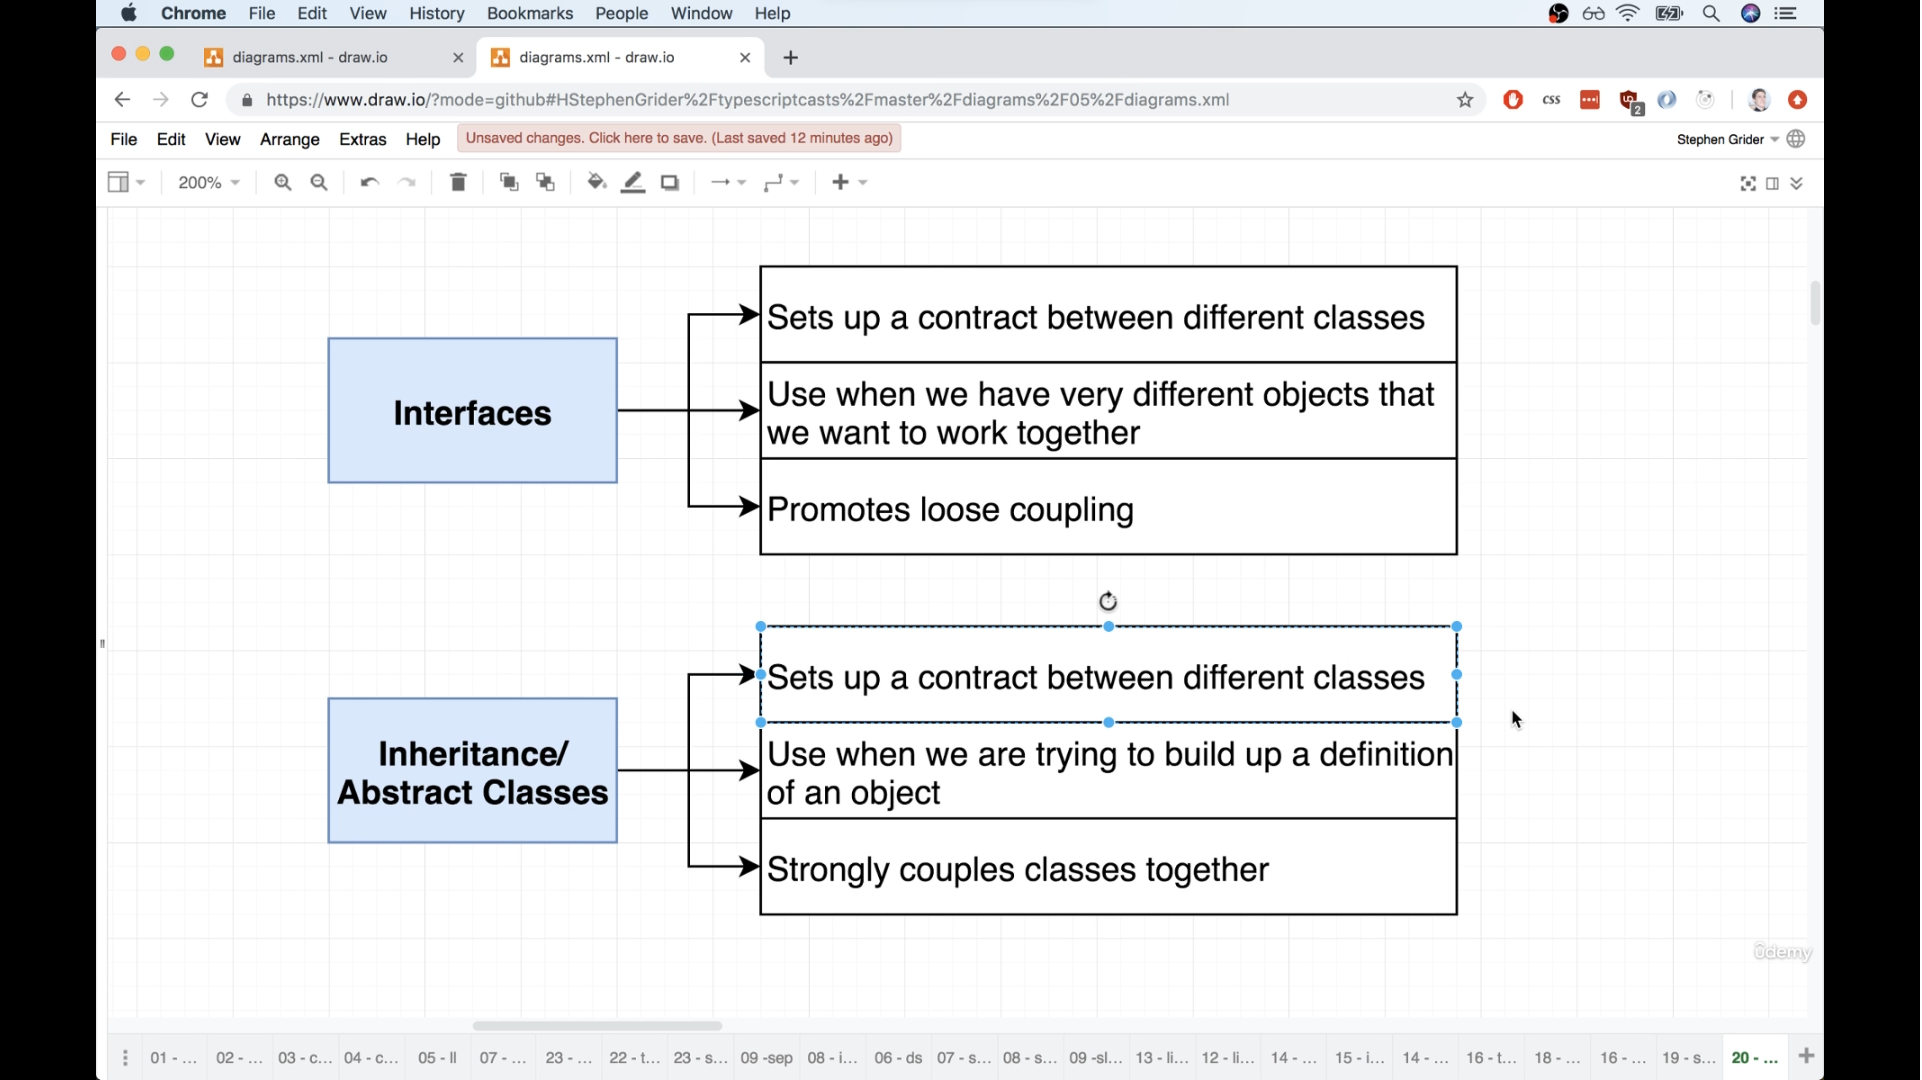 Chrome File Edit View History Bookmarks People Window Help
diagrams.xml - draw.io
diagrams.xml - draw.io
https://www.draw.io/?mode=github#HStephenGrider%2Ftypescriptcasts%2Fmaster%2Fdiagrams%2F05%2Fdiagrams.xml
css
2
File Edit View Arrange Extras Help
Unsaved changes. Click here to save. (Last saved 12 minutes ago)
Stephen Grider
200%
Interfaces
Sets up a contract between different classes
Use when we have very different objects that
we want to work together
Promotes loose coupling
Inheritance/
Abstract Classes
Sets up a contract between different classes
Use when we are trying to build up a definition
of an object
Strongly couples classes together
ûdemy
01 - ... 02 - ... 03 - c... 04 - c... 05 - ll 07 - ... 23 - ... 22 - t... 23 - s... 09 -sep 08 - i... 06 - ds 07 - s... 08 - s... 09 -sl... 13 - li... 12 - li... 14 - ... 15 - i... 14 - ... 16 - t... 18 - ... 16 - ... 19 - s... 20 - ...